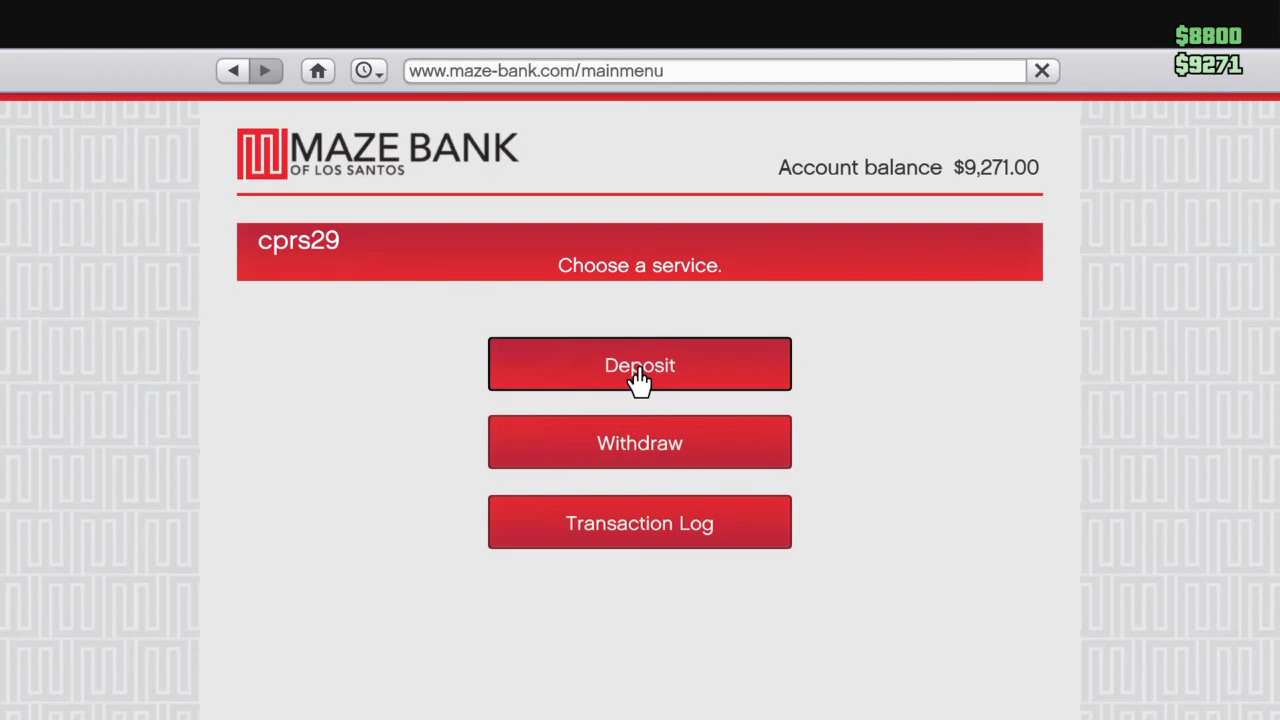 $8800
$9271
www.maze-bank.com/mainmenu
MAZE BANK
OF LOS SANTOS
Account balance $9,271.00
cprs29
Choose a service.
Deposit
Withdraw
Transaction Log